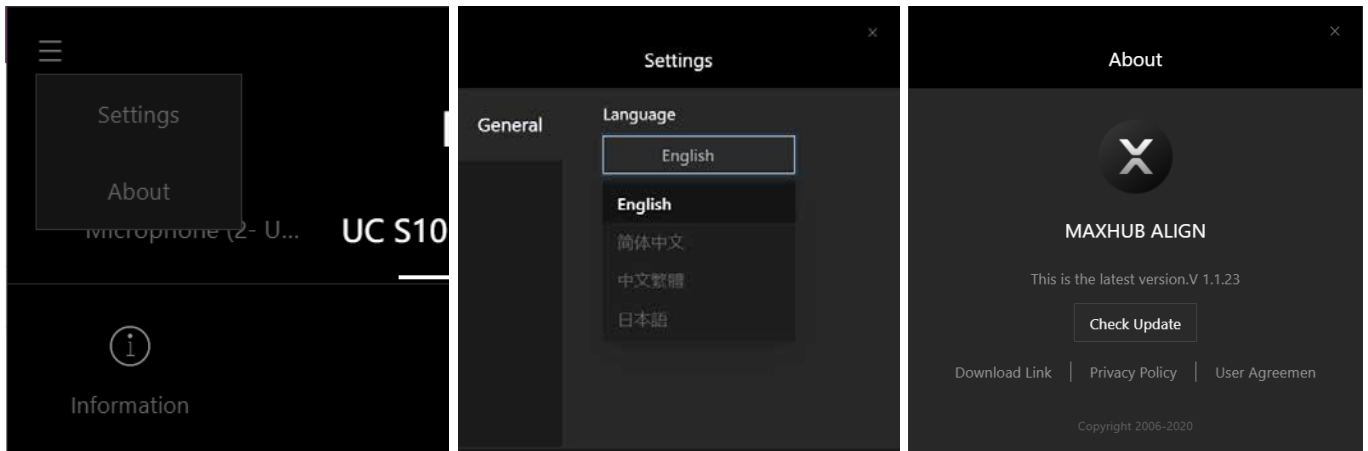 Settings
About
Microphone (2- U...
UC S10
Information
Settings
General
Language
English
English
简体中文
中文繁體
日本語
About
MAXHUB ALIGN
This is the latest version.V 1.1.23
Check Update
Download Link | Privacy Policy | User Agreemen
Copyright 2006-2020